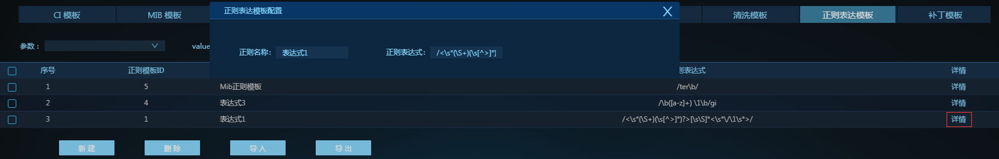 CI 模板 MIB 模板 正则表达模板配置 X 清洗模板 正则表达模板 补丁模板
参数： value
正则名称： 表达式1 正则表达式： /<\s*(\S+)(\s[^>]*)
序号 正则模板ID 则表达式 详情
1 5 Mib正则模板 /ter\b/ 详情
2 4 表达式3 /\b([a-z]+) \1\b/gi 详情
3 1 表达式1 /<\s*(\S+)(\s[^>]*)?>[\s\S]*<\s*\/\1\s*>/ 详情
新 建 删 除 导 入 导 出